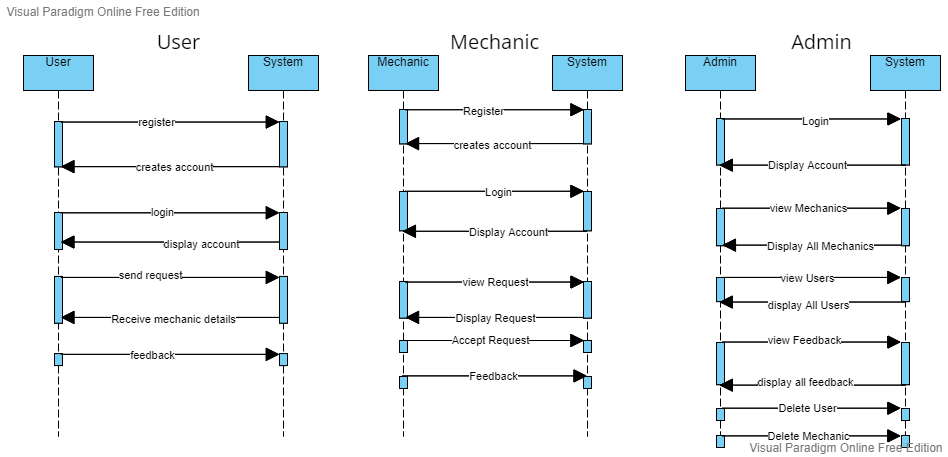 Visual Paradigm Online Free Edition
User
User
System
register
creates account
login
display account
send request
Receive mechanic details
feedback
Mechanic
Mechanic
System
Register
creates account
Login
Display Account
view Request
Display Request
Accept Request
Feedback
Admin
Admin
System
Login
Display Account
view Mechanics
Display All Mechanics
view Users
display All Users
view Feedback
display all feedback
Delete User
Delete Mechanic
Visual Paradigm Online Free Edition